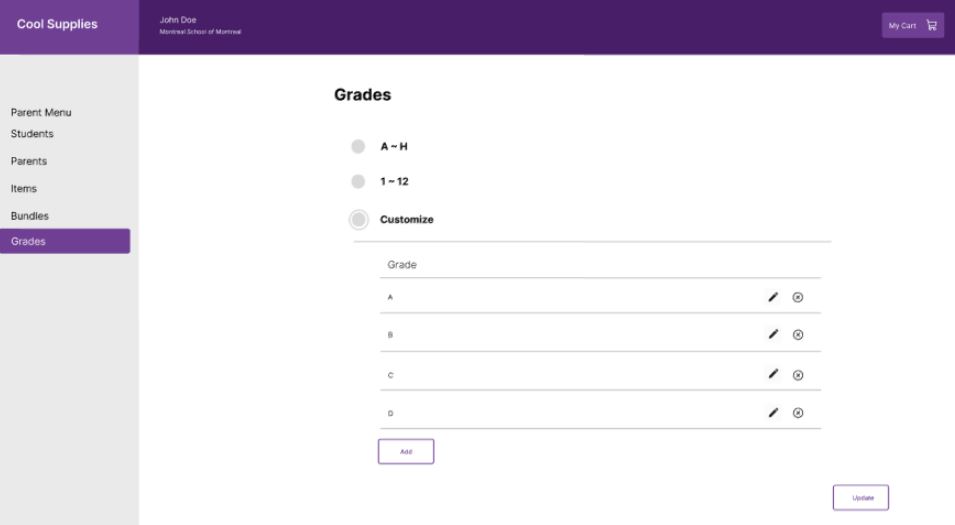 Cool Supplies
John Doe
Montreal School of Montreal
My Cart
Parent Menu
Students
Parents
Items
Bundles
Grades
Grades
A ~ H
1 ~ 12
Customize
Grade
A
B
C
D
Add
Update